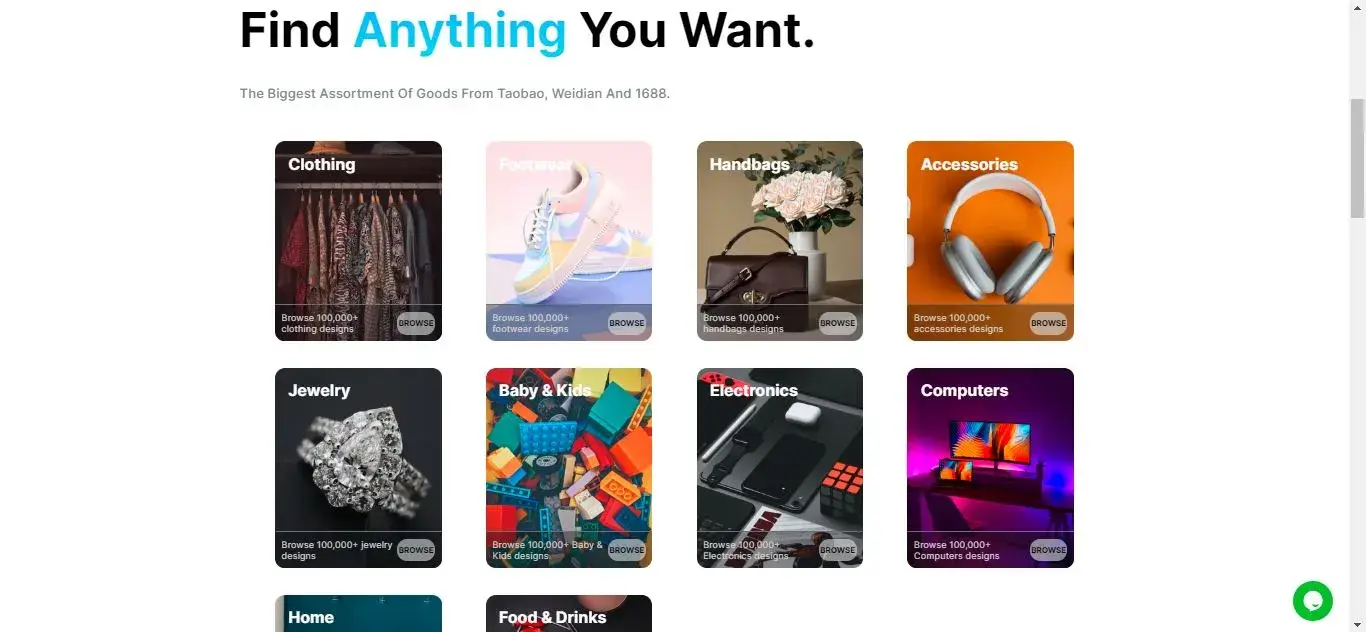 Find Anything You Want.
The Biggest Assortment Of Goods From Taobao, Weidian And 1688.
Clothing
Browse 100,000+
clothing designs
BROWSE
Footwear
Browse 100,000+
footwear designs
BROWSE
Handbags
Browse 100,000+
handbags designs
BROWSE
Accessories
Browse 100,000+
accessories designs
BROWSE
Jewelry
Browse 100,000+ jewelry
designs
BROWSE
Baby & Kids
Browse 100,000+ Baby &
Kids designs
BROWSE
Electronics
Browse 100,000+
Electronics designs
BROWSE
Computers
Browse 100,000+
Computers designs
BROWSE
Home
Food & Drinks